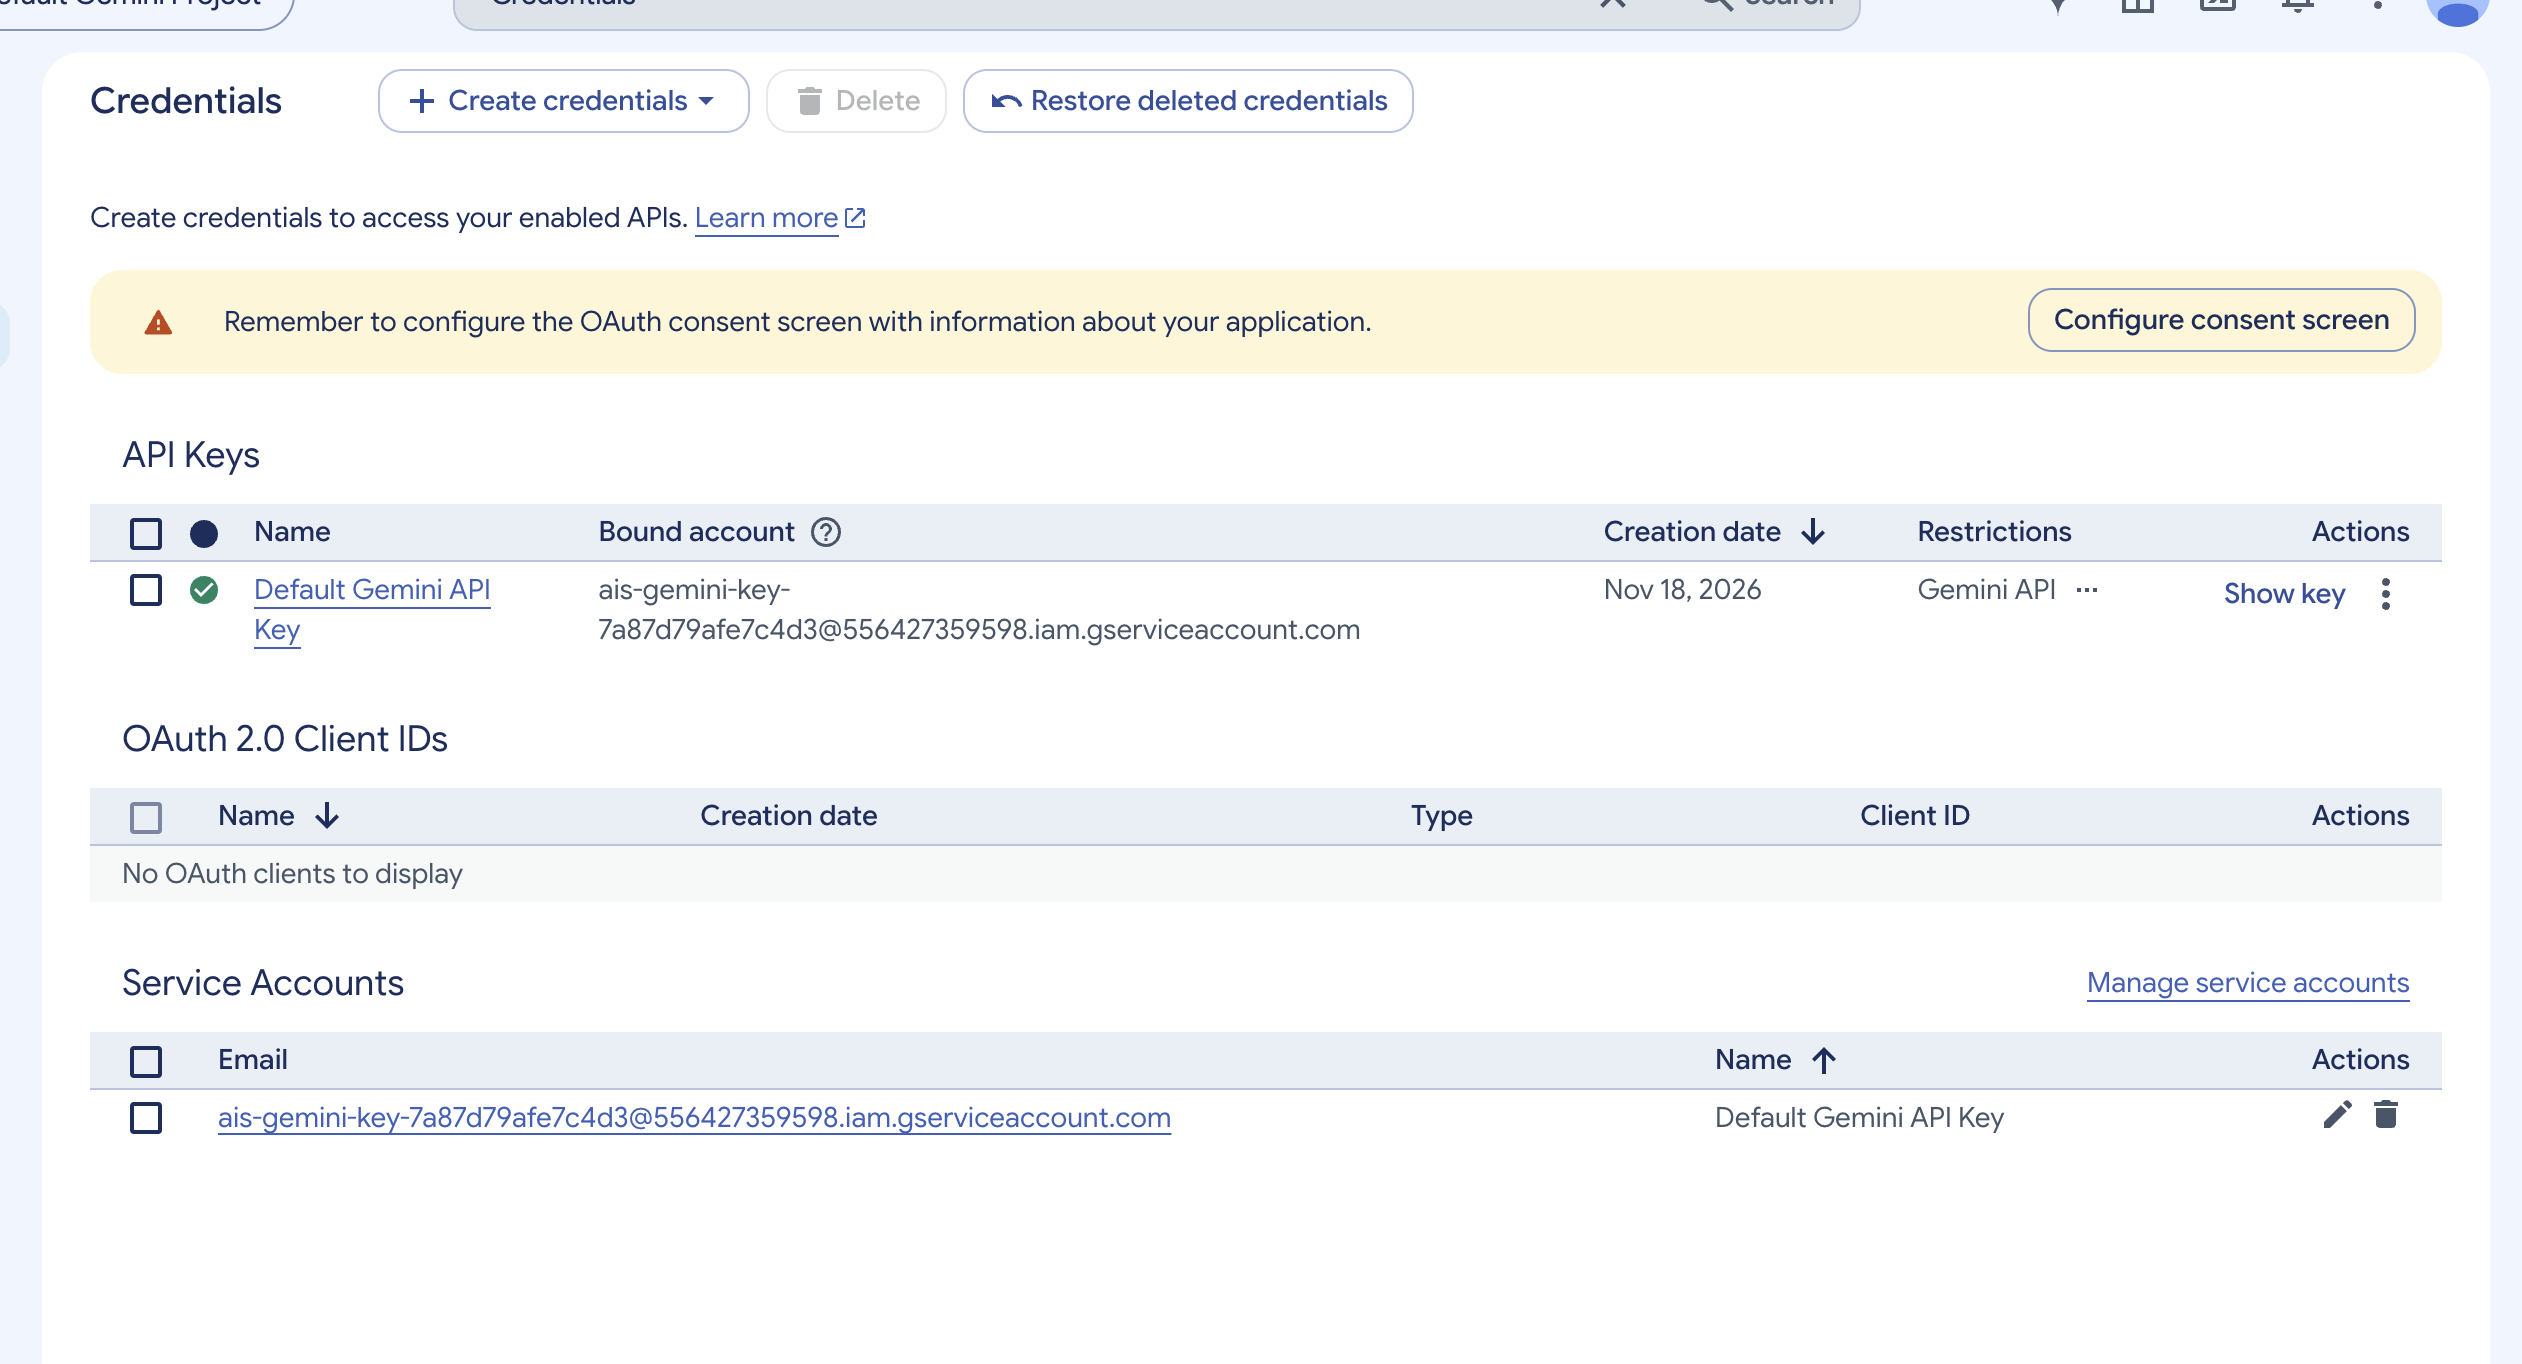 Default Gemini Project
Credentials
Search
Credentials
Create credentials
Delete
Restore deleted credentials
Create credentials to access your enabled APIs. Learn more
Remember to configure the OAuth consent screen with information about your application.
Configure consent screen
API Keys
Name Bound account Creation date Restrictions Actions
Default Gemini API ais-gemini-key- Nov 18, 2026 Gemini API ... Show key
Key 7a87d79afe7c4d3@556427359598.iam.gserviceaccount.com
OAuth 2.0 Client IDs
Name Creation date Type Client ID Actions
No OAuth clients to display
Service Accounts
Manage service accounts
Email Name Actions
ais-gemini-key-7a87d79afe7c4d3@556427359598.iam.gserviceaccount.com Default Gemini API Key